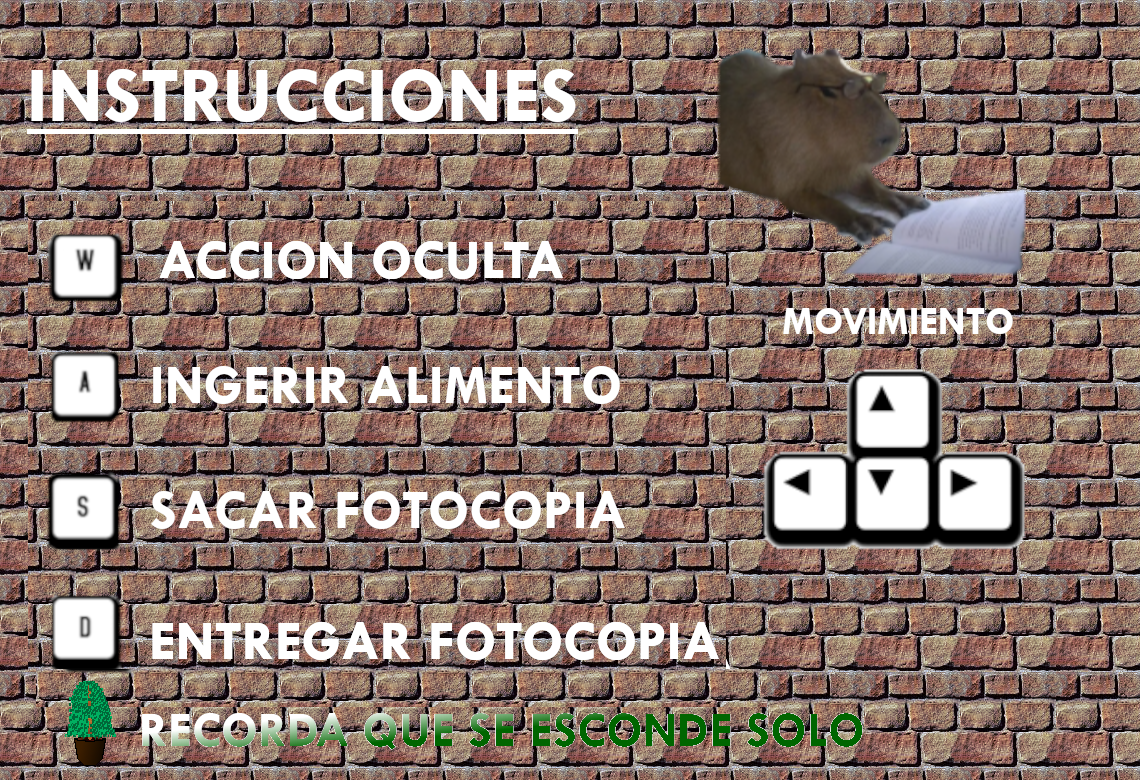 INSTRUCCIONES
W ACCION OCULTA
A INGERIR ALIMENTO
S SACAR FOTOCOPIA
D ENTREGAR FOTOCOPIA
RECORDA QUE SE ESCONDE SOLO
MOVIMIENTO